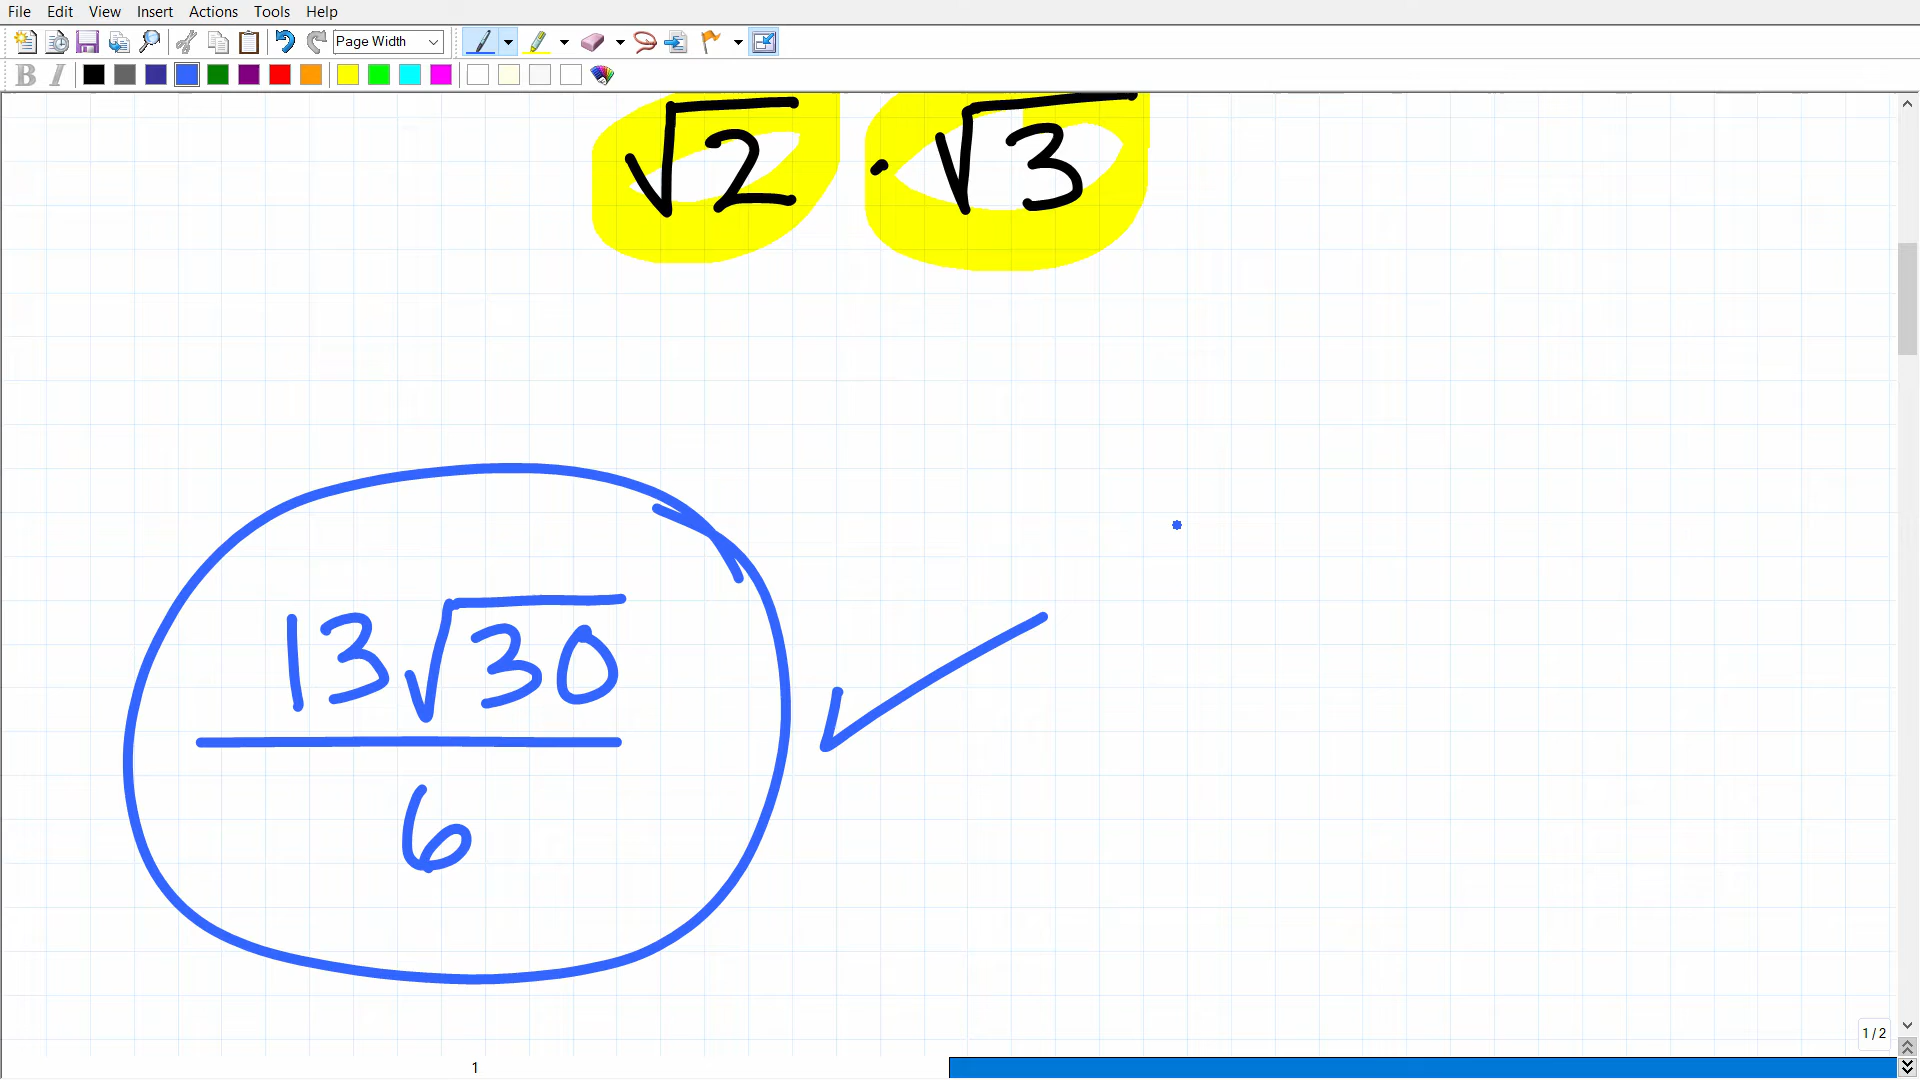 File Edit View Insert Actions Tools Help
Page Width
B I
√2 · √3
13√30
6
1 / 2
1